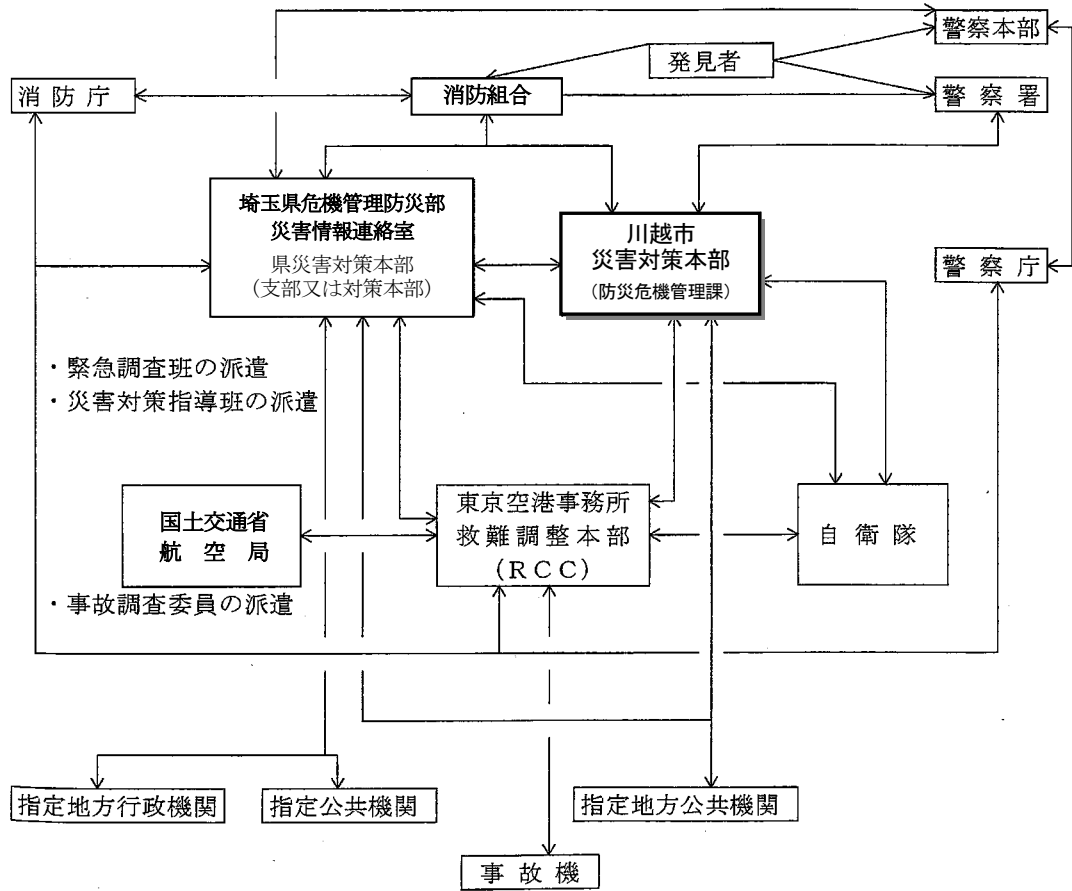 警察本部
発見者
消防庁
消防組合
警察署
埼玉県危機管理防災部
災害情報連絡室
県災害対策本部
(支部又は対策本部)
川越市
災害対策本部
(防災危機管理課)
警察庁
・緊急調査班の派遣
・災害対策指導班の派遣
国土交通省
航空局
東京空港事務所
救難調整本部
(RCC)
自衛隊
・事故調査委員の派遣
指定地方行政機関
指定公共機関
指定地方公共機関
事故機